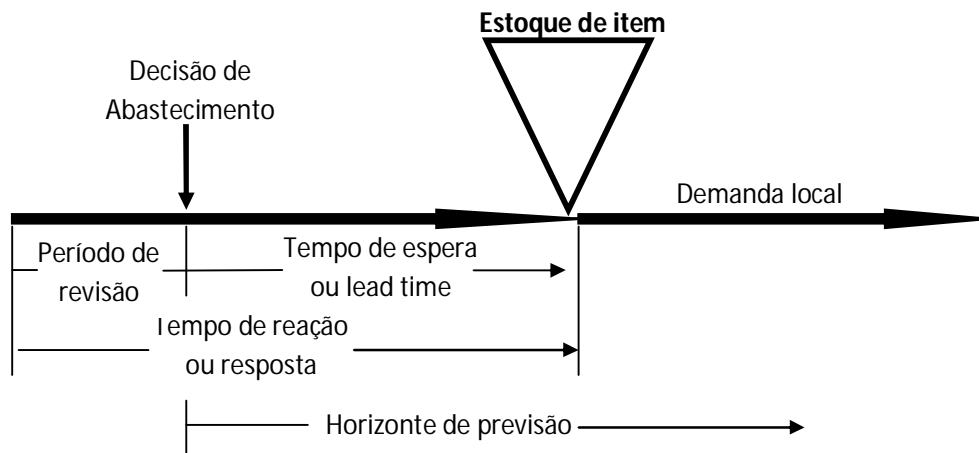 Estoque de item
Decisão de
Abastecimento
Demanda local
Período de
revisão
Tempo de espera
ou lead time
Tempo de reação
ou resposta
Horizonte de previsão